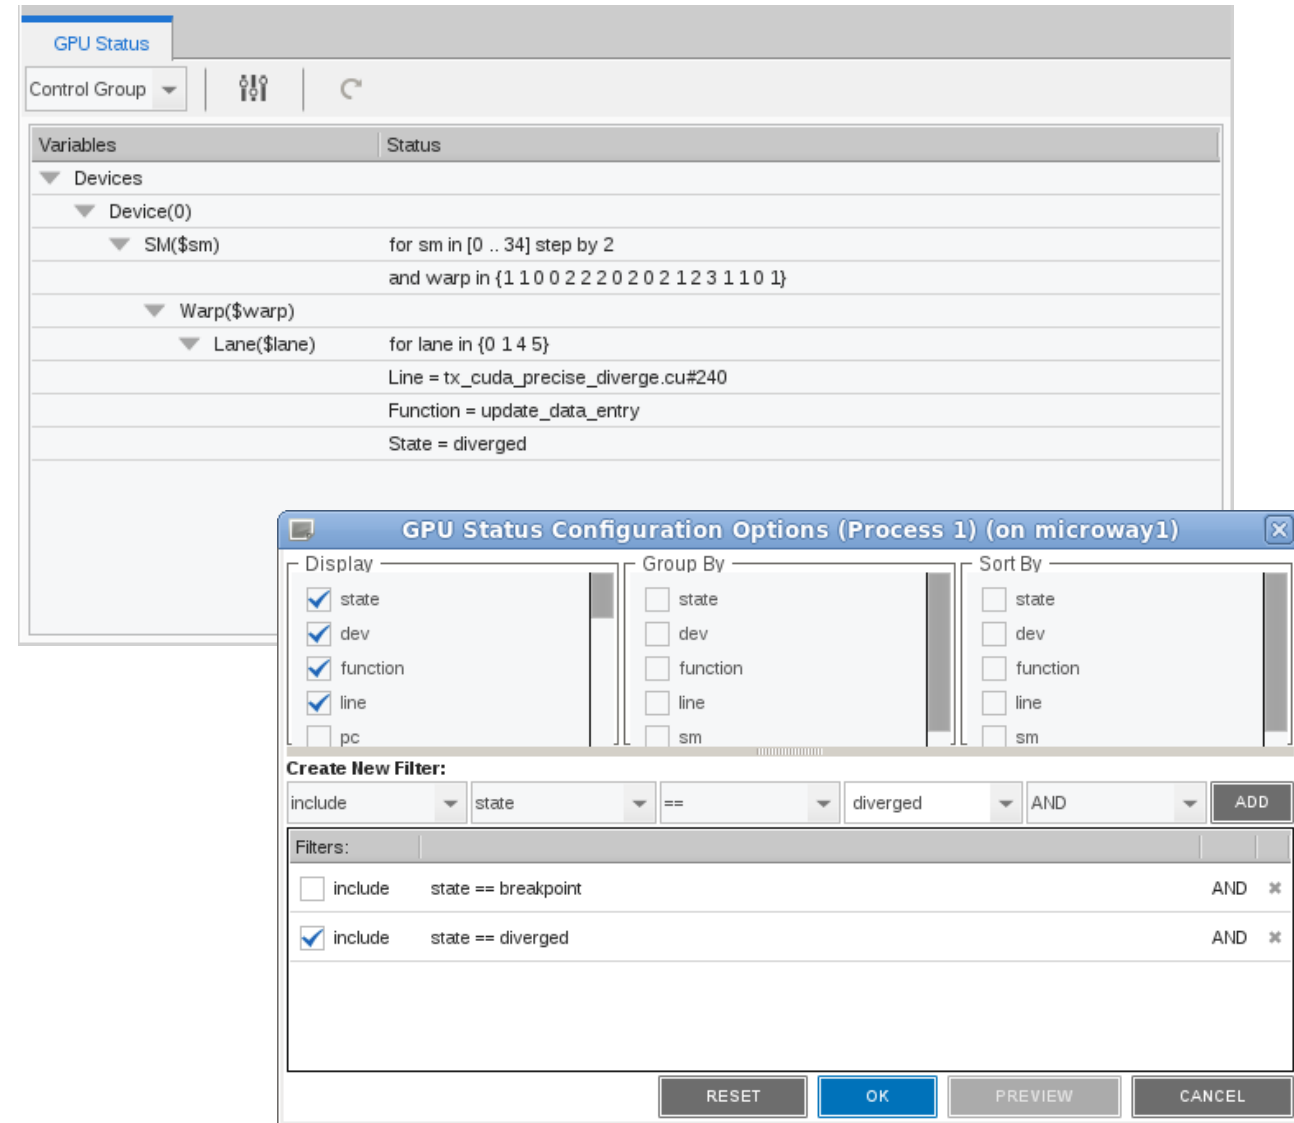 GPU Status
Control Group
Variables Status
Devices
Device(0)
SM($sm) for sm in [0 .. 34] step by 2
and warp in {1 1 0 0 2 2 2 0 2 0 2 1 2 3 1 1 0 1}
Warp($warp)
Lane($lane) for lane in {0 1 4 5}
Line = tx_cuda_precise_diverge.cu#240
Function = update_data_entry
State = diverged
GPU Status Configuration Options (Process 1) (on microway1)
Display Group By Sort By
state state state
dev dev dev
function function function
line line line
pc sm sm
Create New Filter:
include state == diverged AND ADD
Filters:
include state == breakpoint AND
include state == diverged AND
RESET OK PREVIEW CANCEL